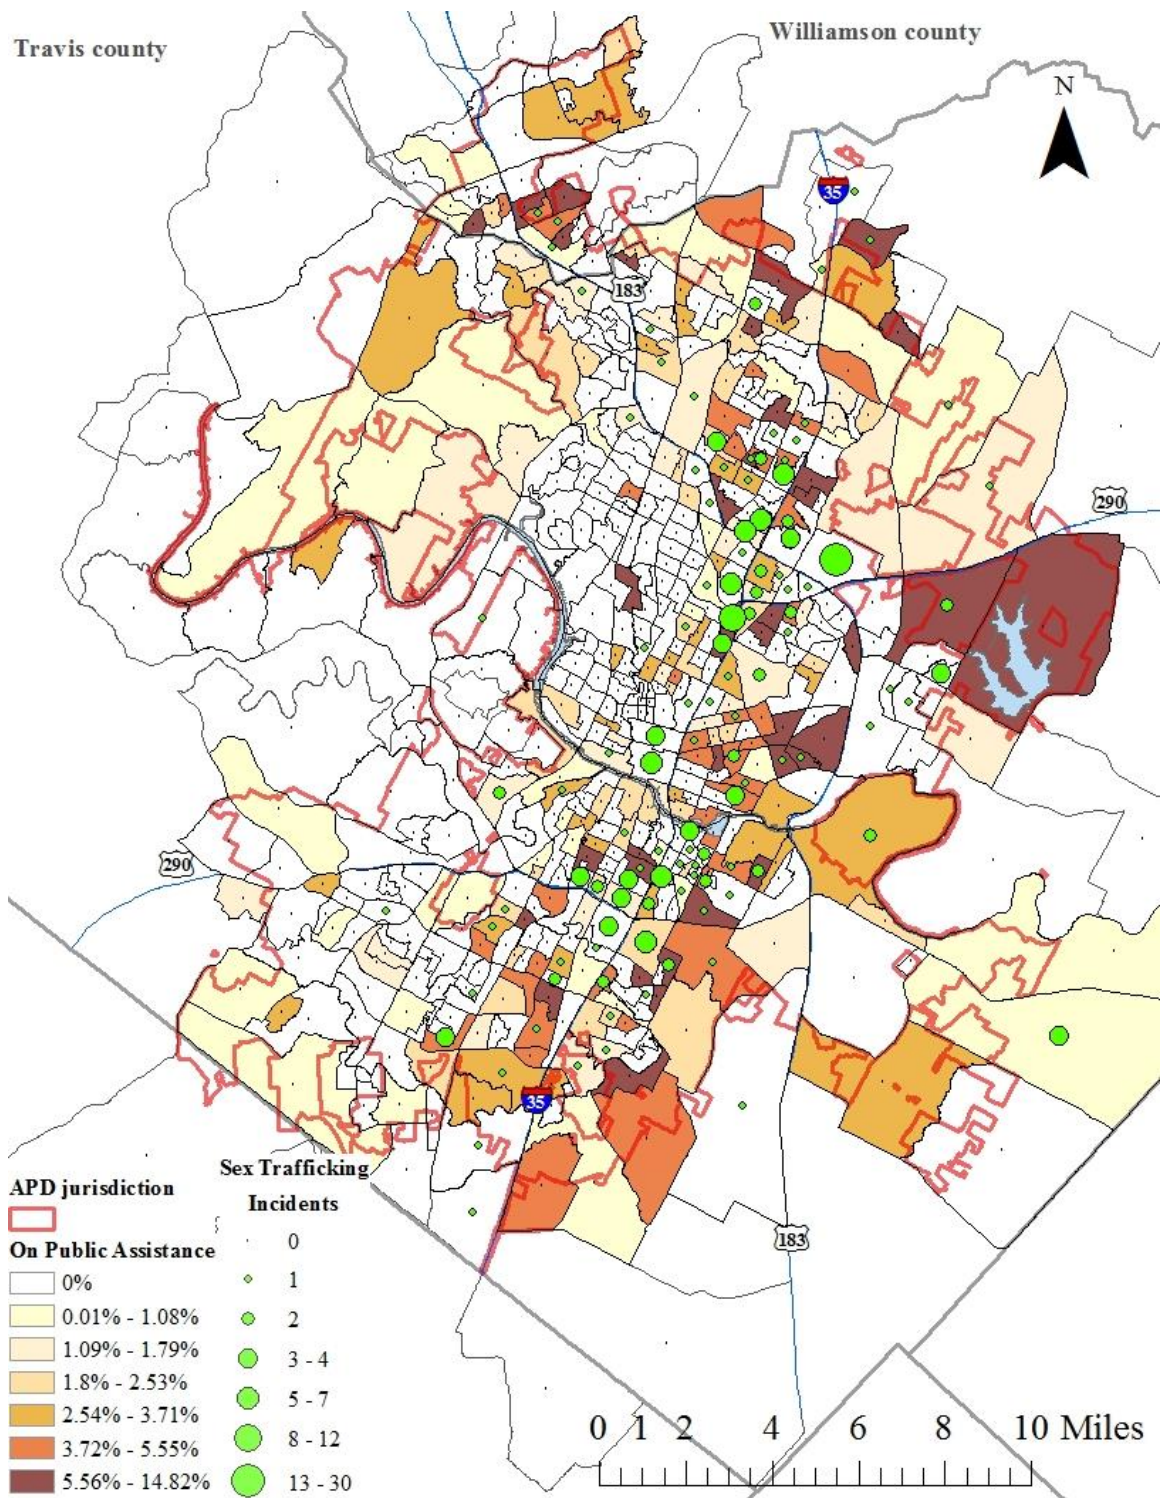 Travis county
Williamson county
N
35
183
290
290
35
183
APD jurisdiction
On Public Assistance
0%
0.01% - 1.08%
1.09% - 1.79%
1.8% - 2.53%
2.54% - 3.71%
3.72% - 5.55%
5.56% - 14.82%
Sex Trafficking
Incidents
0
1
2
3 - 4
5 - 7
8 - 12
13 - 30
0 1 2 4 6 8 10 Miles